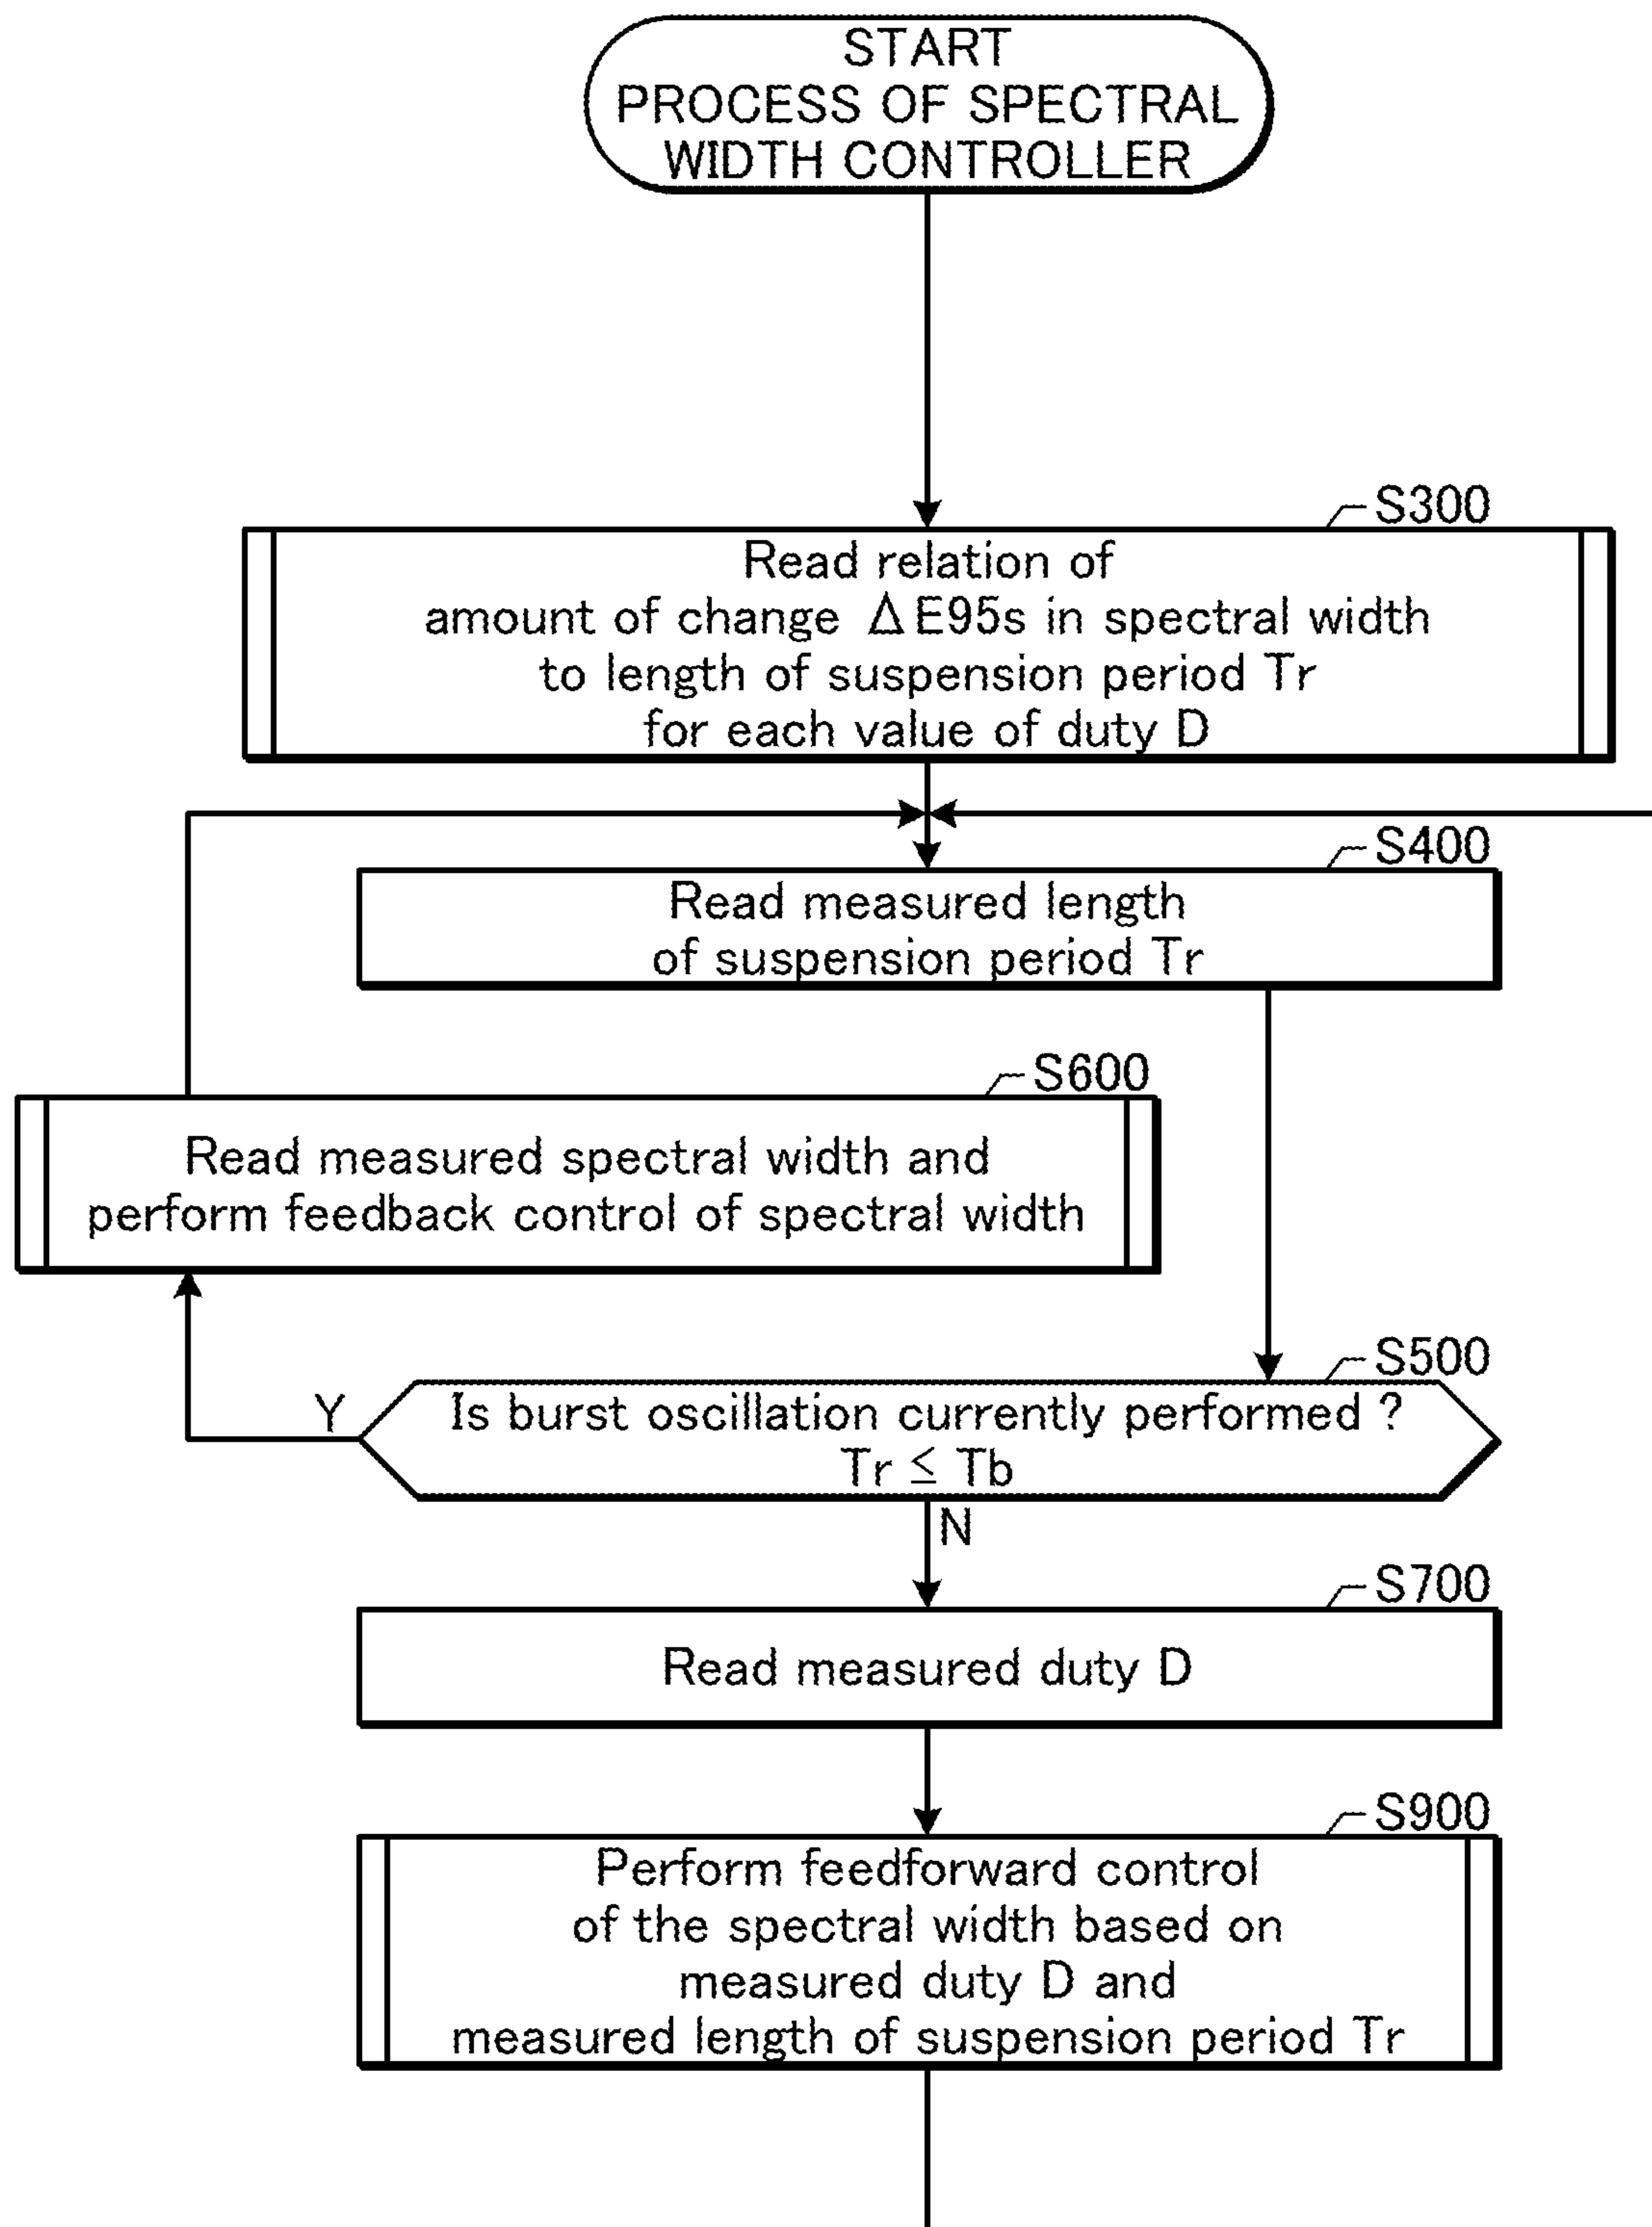 START
PROCESS OF SPECTRAL
WIDTH CONTROLLER
S300
Read relation of
amount of change ΔE95s in spectral width
to length of suspension period Tr
for each value of duty D
S400
Read measured length
of suspension period Tr
S600
Read measured spectral width and
perform feedback control of spectral width
S500
Y
Is burst oscillation currently performed ?
Tr ≤ Tb
N
S700
Read measured duty D
S900
Perform feedforward control
of the spectral width based on
measured duty D and
measured length of suspension period Tr